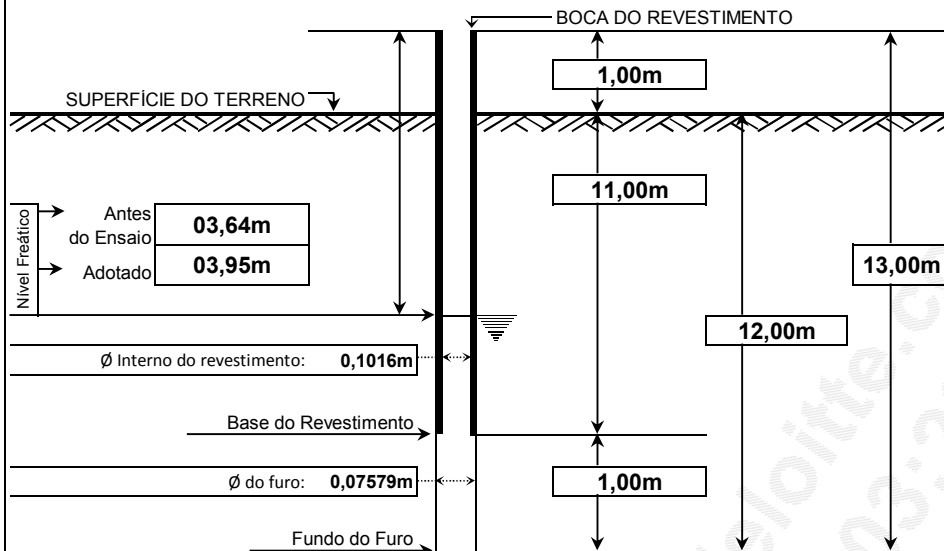 BOCA DO REVESTIMENTO
1,00m
SUPERFÍCIE DO TERRENO
11,00m
Nível Freático
Antes
do Ensaio
03,64m
Adotado
03,95m
13,00m
12,00m
Ø Interno do revestimento: 0,1016m
Base do Revestimento
Ø do furo: 0,07579m
1,00m
Fundo do Furo